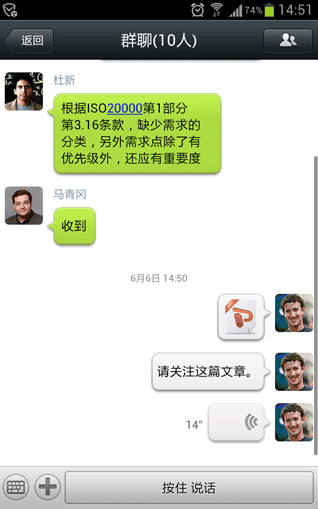 74% 14:51
返回
群聊(10人)
杜新
根据ISO20000第1部分
第3.16条款，缺少需求的
分类，另外需求点除了有
优先级外，还应有重要度
马青冈
收到
6月6日 14:50
请关注这篇文章。
14"
按住 说话